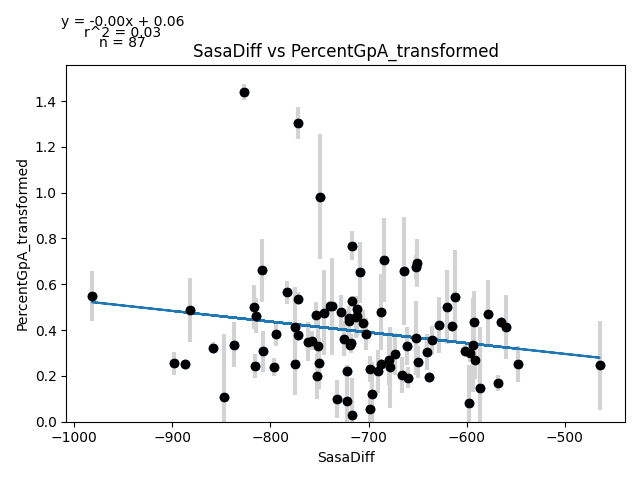 y = -0.00x + 0.06
r^2 = 0.03
n = 87
SasaDiff vs PercentGpA_transformed
PercentGpA_transformed
1.4
1.2
1.0
0.8
0.6
0.4
0.2
0.0
−1000 −900 −800 −700 −600 −500
SasaDiff